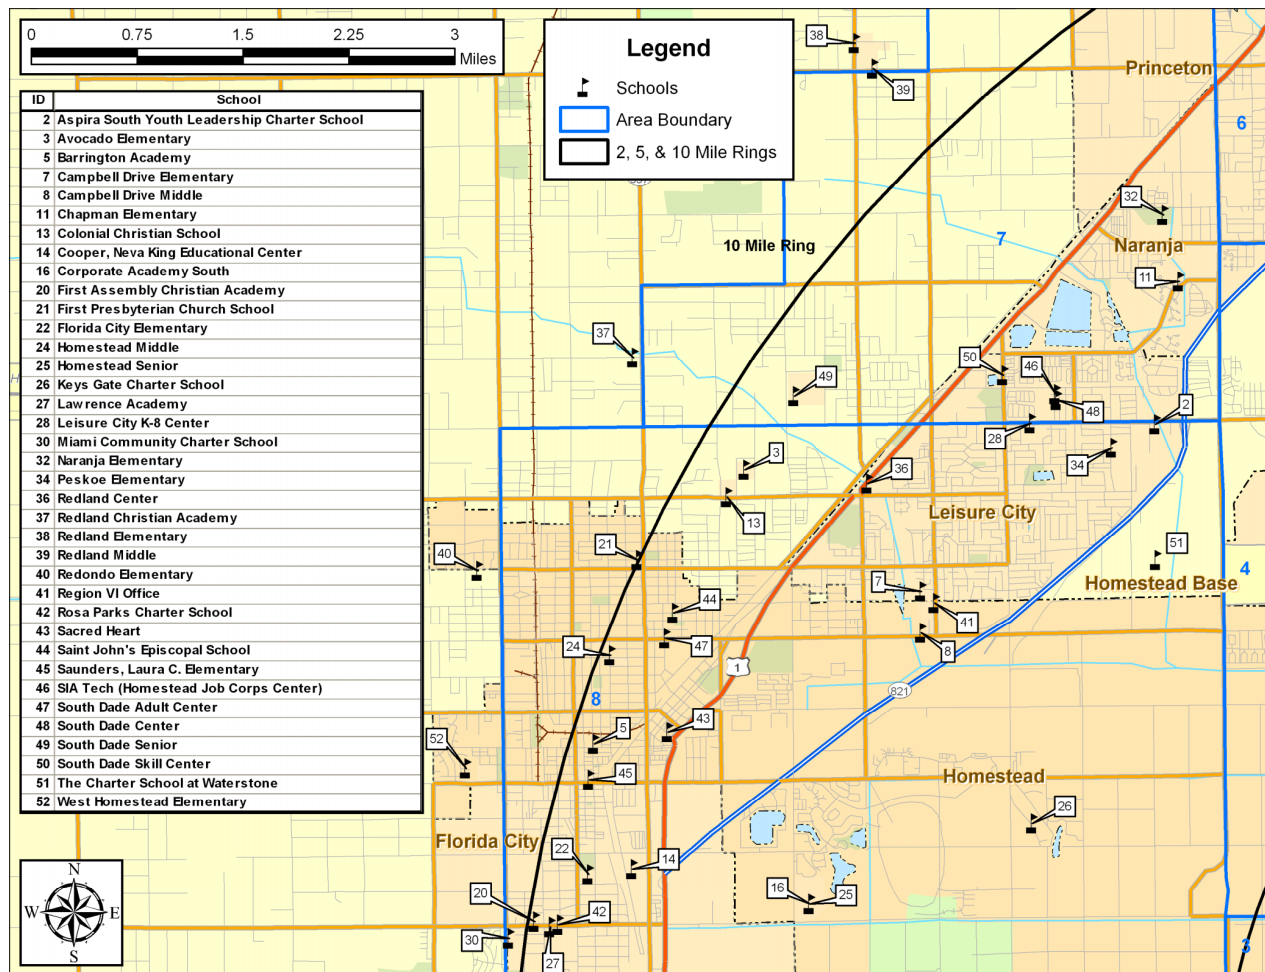 0 0.75 1.5 2.25 3
Miles
Legend
Schools
Area Boundary
2, 5, & 10 Mile Rings
ID School
2 Aspira South Youth Leadership Charter School
3 Avocado Elementary
5 Barrington Academy
7 Campbell Drive Elementary
8 Campbell Drive Middle
11 Chapman Elementary
13 Colonial Christian School
14 Cooper, Neva King Educational Center
16 Corporate Academy South
20 First Assembly Christian Academy
21 First Presbyterian Church School
22 Florida City Elementary
24 Homestead Middle
25 Homestead Senior
26 Keys Gate Charter School
27 Lawrence Academy
28 Leisure City K-8 Center
30 Miami Community Charter School
32 Naranja Elementary
34 Peskoe Elementary
36 Redland Center
37 Redland Christian Academy
38 Redland Elementary
39 Redland Middle
40 Redondo Elementary
41 Region VI Office
42 Rosa Parks Charter School
43 Sacred Heart
44 Saint John's Episcopal School
45 Saunders, Laura C. Elementary
46 SIA Tech (Homestead Job Corps Center)
47 South Dade Adult Center
48 South Dade Center
49 South Dade Senior
50 South Dade Skill Center
51 The Charter School at Waterstone
52 West Homestead Elementary
38
39
Princeton
6
32
7
10 Mile Ring
Naranja
11
37
50
46
49
48
2
28
3
36
34
13
Leisure City
21
51
40
7
4
Homestead Base
44
41
24
47
8
1
821
8
43
5
52
45
Homestead
26
Florida City
22
14
16
25
20
42
30
27
3
N
W E
S